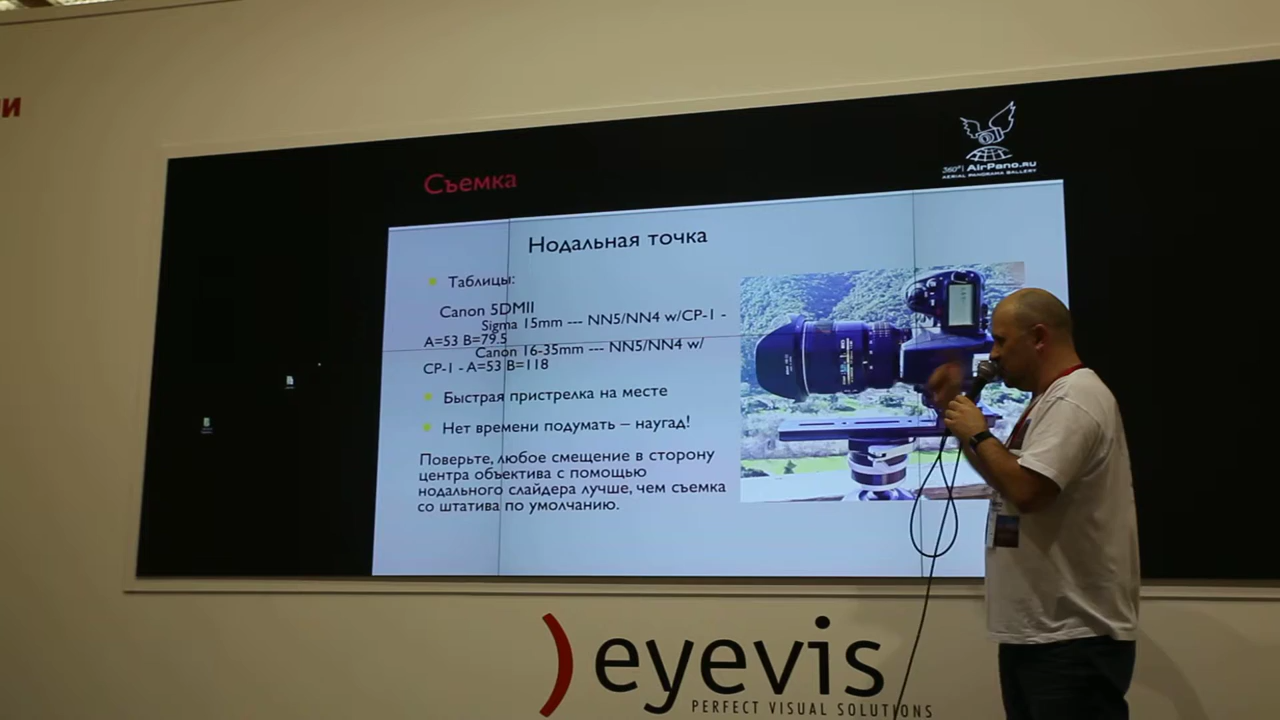 ии
360° | AirPano.ru
AERIAL PANORAMA GALLERY
Съемка
Нодальная точка
Таблицы:
Canon 5DMII
Sigma 15mm --- NN5/NN4 w/CP-1 -
A=53 B=79.5
Canon 16-35mm --- NN5/NN4 w/
CP-1 - A=53 B=118
Быстрая пристрелка на месте
Нет времени подумать – наугад!
Поверьте, любое смещение в сторону
центра объектива с помощью
нодального слайдера лучше, чем съемка
со штатива по умолчанию.
eyevis
PERFECT VISUAL SOLUTIONS